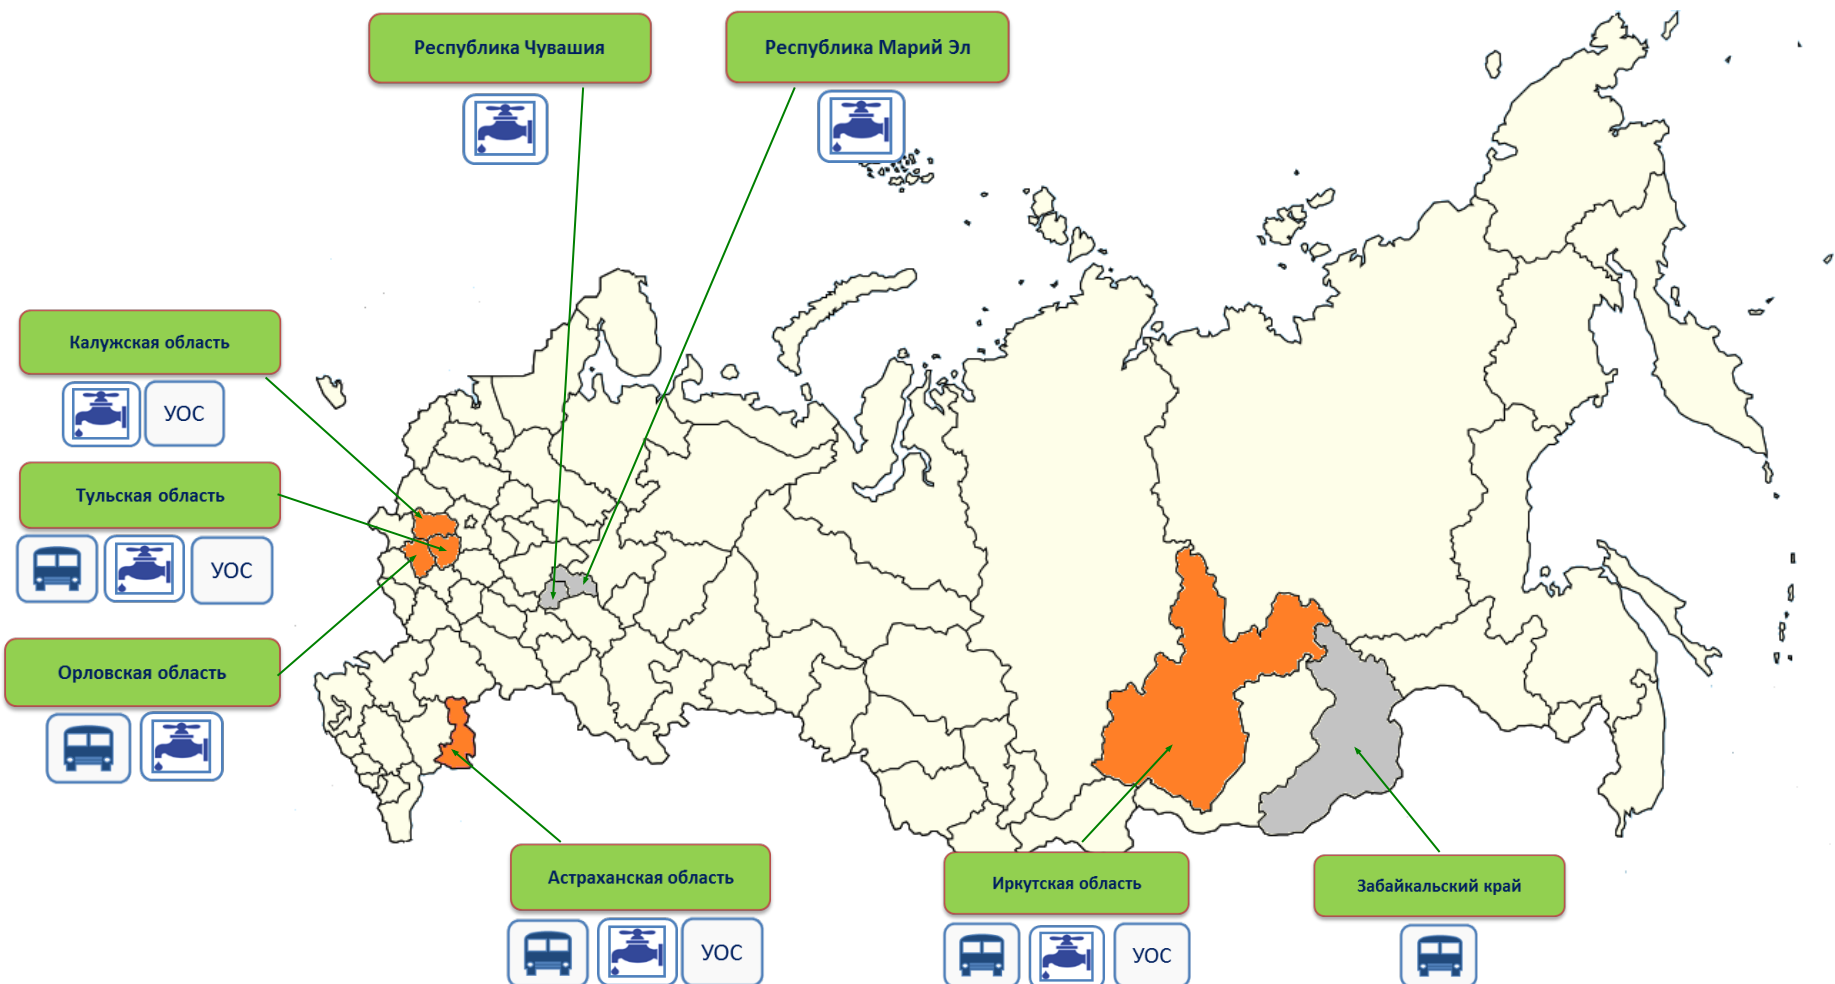 Республика Чувашия
Республика Марий Эл
Калужская область
УОС
Тульская область
УОС
Орловская область
Астраханская область
УОС
Иркутская область
УОС
Забайкальский край